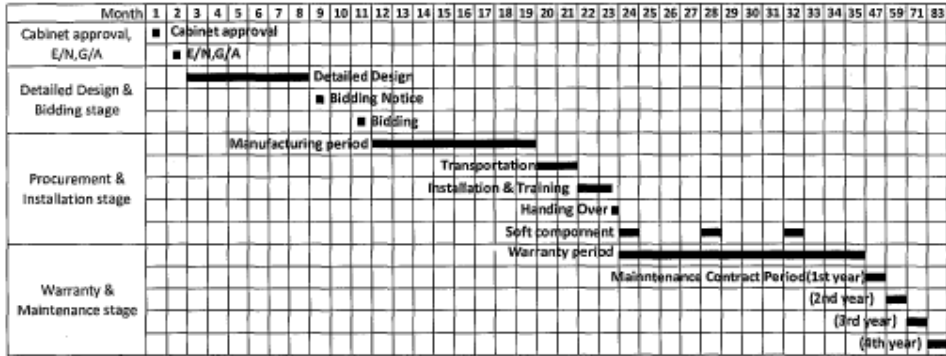 Month 1 2 3 4 5 6 7 8 9 10 11 12 13 14 15 16 17 18 19 20 21 22 23 24 25 26 27 28 29 30 31 32 33 34 35 47 59 71 83
Cabinet approval,
E/N,G/A
Cabinet approval
E/N,G/A
Detailed Design &
Bidding stage
Detailed Design
Bidding Notice
Bidding
Procurement &
Installation stage
Manufacturing period
Transportation
Installation & Training
Handing Over
Soft compornent
Warranty &
Maintenance stage
Warranty period
Mainntenance Contract Period(1st year)
(2nd year)
(3rd year)
(4th year)